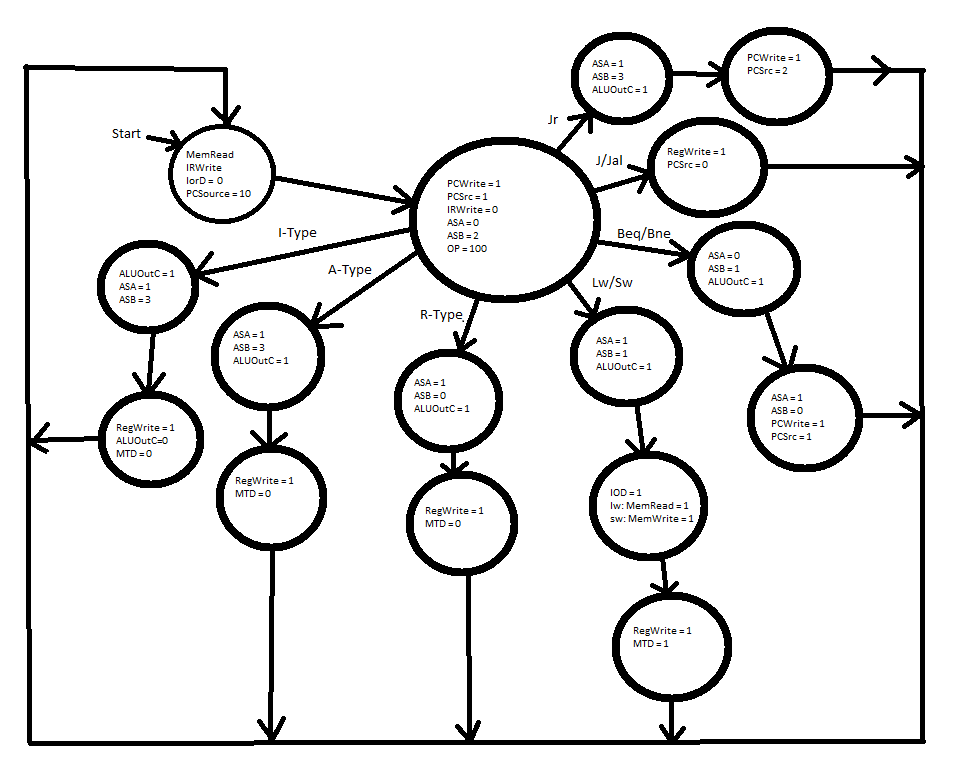 Start
MemRead
IRWrite
IorD = 0
PCSource = 10
PCWrite = 1
PCSrc = 1
IRWrite = 0
ASA = 0
ASB = 2
OP = 100
Jr
ASA = 1
ASB = 3
ALUOutC = 1
PCWrite = 1
PCSrc = 2
J/Jal
RegWrite = 1
PCSrc = 0
Beq/Bne
ASA = 0
ASB = 1
ALUOutC = 1
ASA = 1
ASB = 0
PCWrite = 1
PCSrc = 1
Lw/Sw
ASA = 1
ASB = 1
ALUOutC = 1
IOD = 1
lw: MemRead = 1
sw: MemWrite = 1
RegWrite = 1
MTD = 1
R-Type
ASA = 1
ASB = 0
ALUOutC = 1
RegWrite = 1
MTD = 0
A-Type
ASA = 1
ASB = 3
ALUOutC = 1
RegWrite = 1
MTD = 0
I-Type
ALUOutC = 1
ASA = 1
ASB = 3
RegWrite = 1
ALUOutC=0
MTD = 0